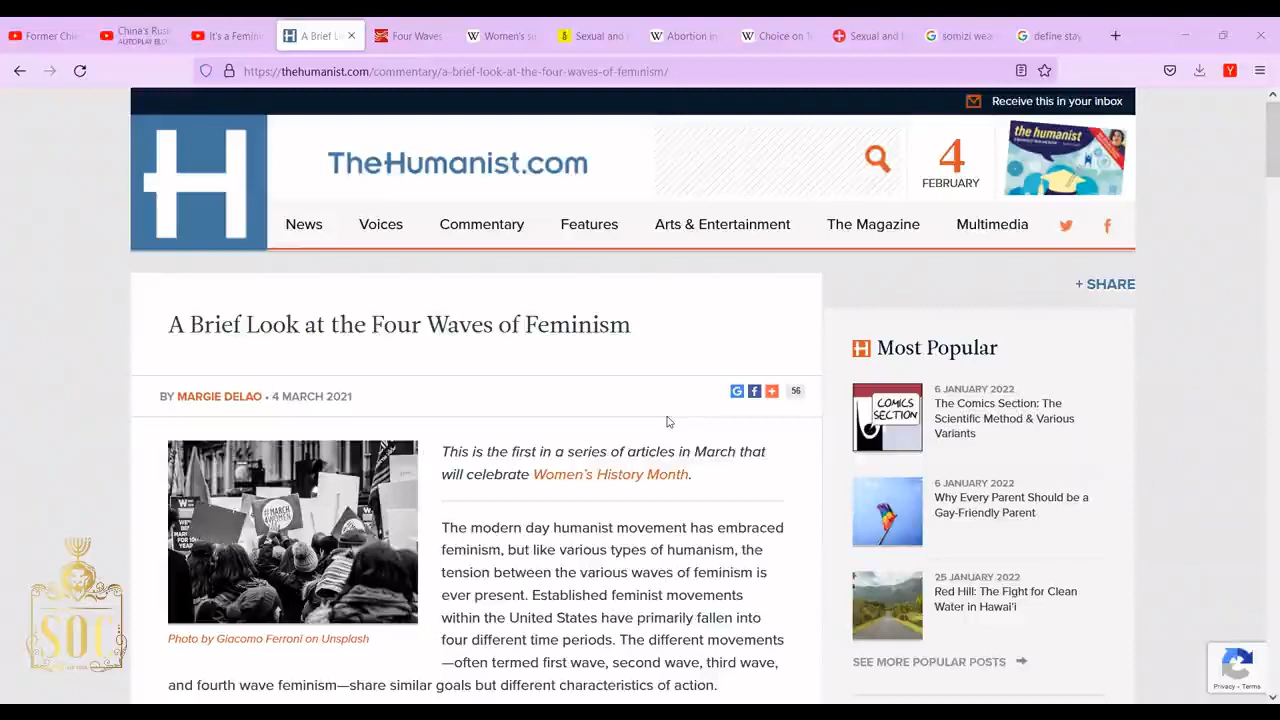 Former Chi
China's Rusi
AUTOPLAY BLO
It's a Femini
A Brief L
Four Waves
Women's su
Sexual and
Abortion in
Choice on T
Sexual and
somizi wea
define stay
https://thehumanist.com/commentary/a-brief-look-at-the-four-waves-of-feminism/
Receive this in your inbox
H
TheHumanist.com
4
FEBRUARY
the humanist
News
Voices
Commentary
Features
Arts & Entertainment
The Magazine
Multimedia
+ SHARE
A Brief Look at the Four Waves of Feminism
BY MARGIE DELAO • 4 MARCH 2021
56
This is the first in a series of articles in March that
will celebrate Women's History Month.
The modern day humanist movement has embraced
feminism, but like various types of humanism, the
tension between the various waves of feminism is
ever present. Established feminist movements
within the United States have primarily fallen into
four different time periods. The different movements
—often termed first wave, second wave, third wave,
and fourth wave feminism—share similar goals but different characteristics of action.
Photo by Giacomo Ferroni on Unsplash
Most Popular
COMICS
SECTION
6 JANUARY 2022
The Comics Section: The
Scientific Method & Various
Variants
6 JANUARY 2022
Why Every Parent Should be a
Gay-Friendly Parent
25 JANUARY 2022
Red Hill: The Fight for Clean
Water in Hawai'i
SEE MORE POPULAR POSTS
Privacy - Terms
SOU